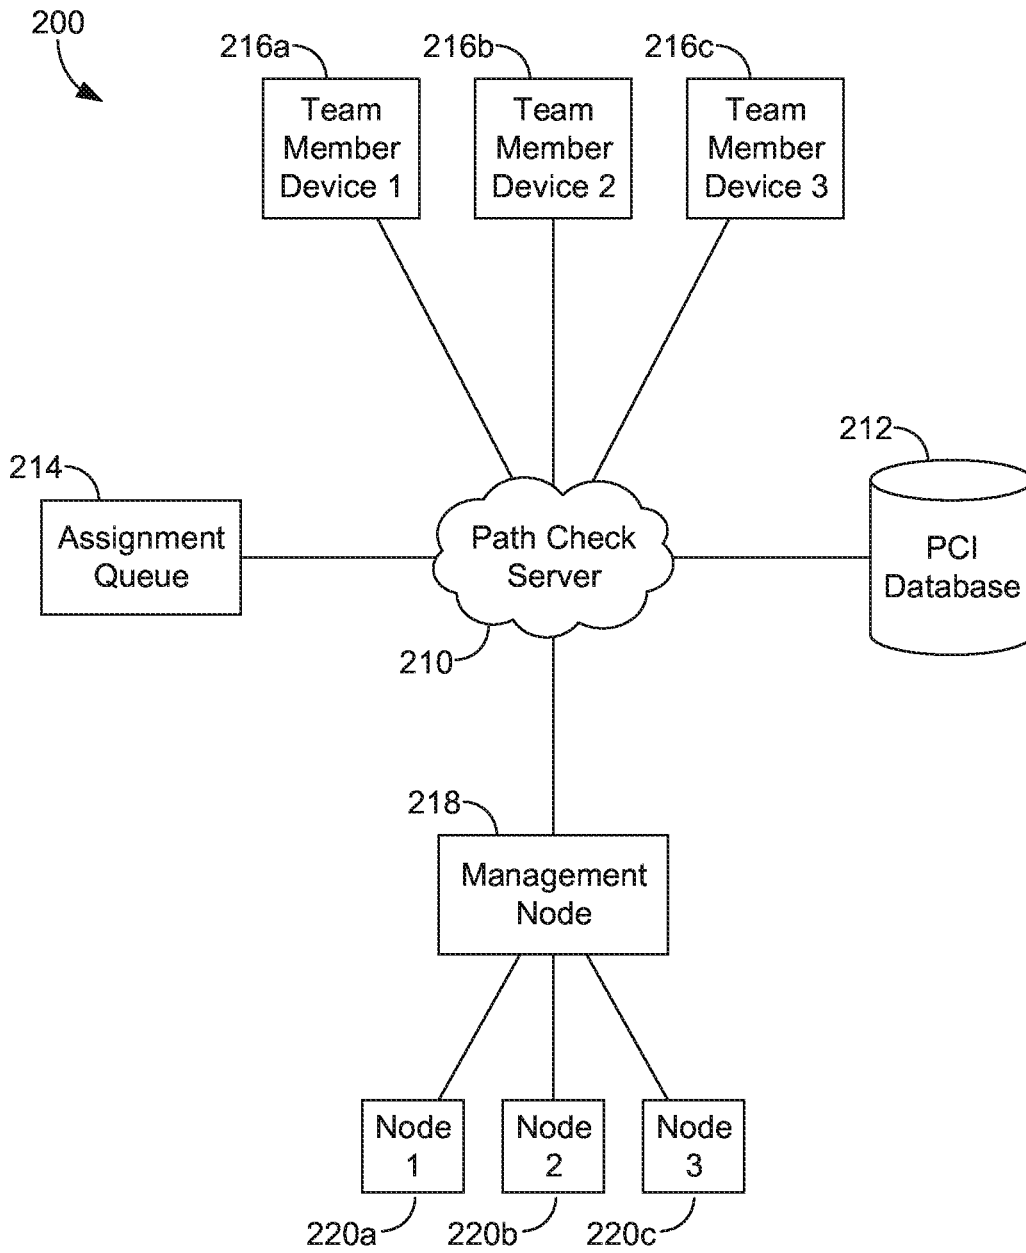 200
216a
216b
216c
Team
Member
Device 1
Team
Member
Device 2
Team
Member
Device 3
214
212
Assignment
Queue
Path Check
Server
PCI
Database
210
218
Management
Node
Node
1
Node
2
Node
3
220a
220b
220c